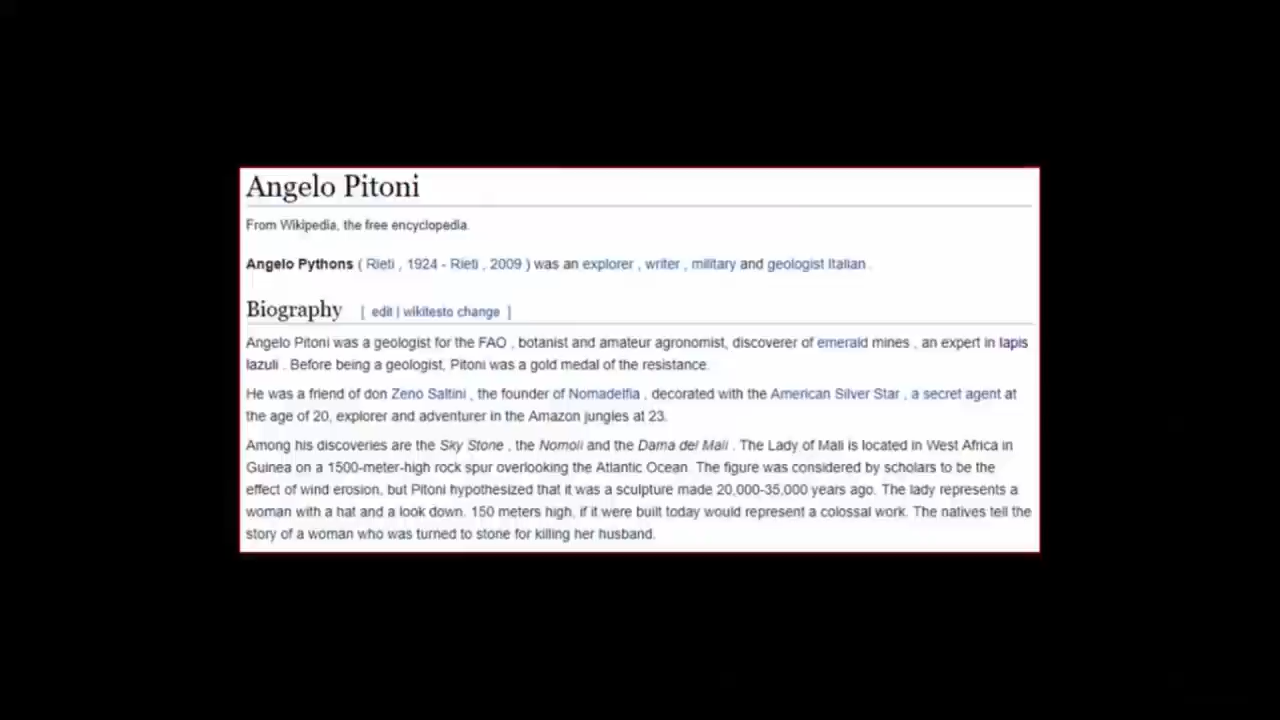 Angelo Pitoni
From Wikipedia, the free encyclopedia.
Angelo Pythons ( Rieti , 1924 - Rieti , 2009 ) was an explorer , writer , military and geologist Italian .
Biography [ edit | wikitesto change ]
Angelo Pitoni was a geologist for the FAO , botanist and amateur agronomist, discoverer of emerald mines , an expert in lapis
lazuli . Before being a geologist, Pitoni was a gold medal of the resistance.
He was a friend of don Zeno Saltini , the founder of Nomadelfia , decorated with the American Silver Star , a secret agent at
the age of 20, explorer and adventurer in the Amazon jungles at 23.
Among his discoveries are the Sky Stone , the Nomoli and the Dama del Mali . The Lady of Mali is located in West Africa in
Guinea on a 1500-meter-high rock spur overlooking the Atlantic Ocean. The figure was considered by scholars to be the
effect of wind erosion, but Pitoni hypothesized that it was a sculpture made 20,000-35,000 years ago. The lady represents a
woman with a hat and a look down. 150 meters high, if it were built today would represent a colossal work. The natives tell the
story of a woman who was turned to stone for killing her husband.